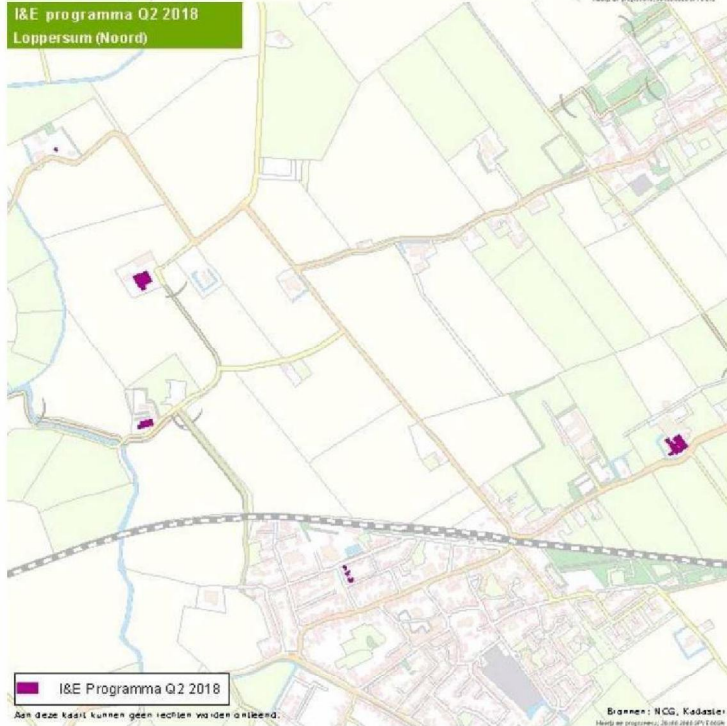 I&E programma Q2 2018
Loppersum (Noord)
I&E Programma Q2 2018
Aan deze kaart kunnen geen rechten worden ontleend.
Bronnen: NCG, Kadaster